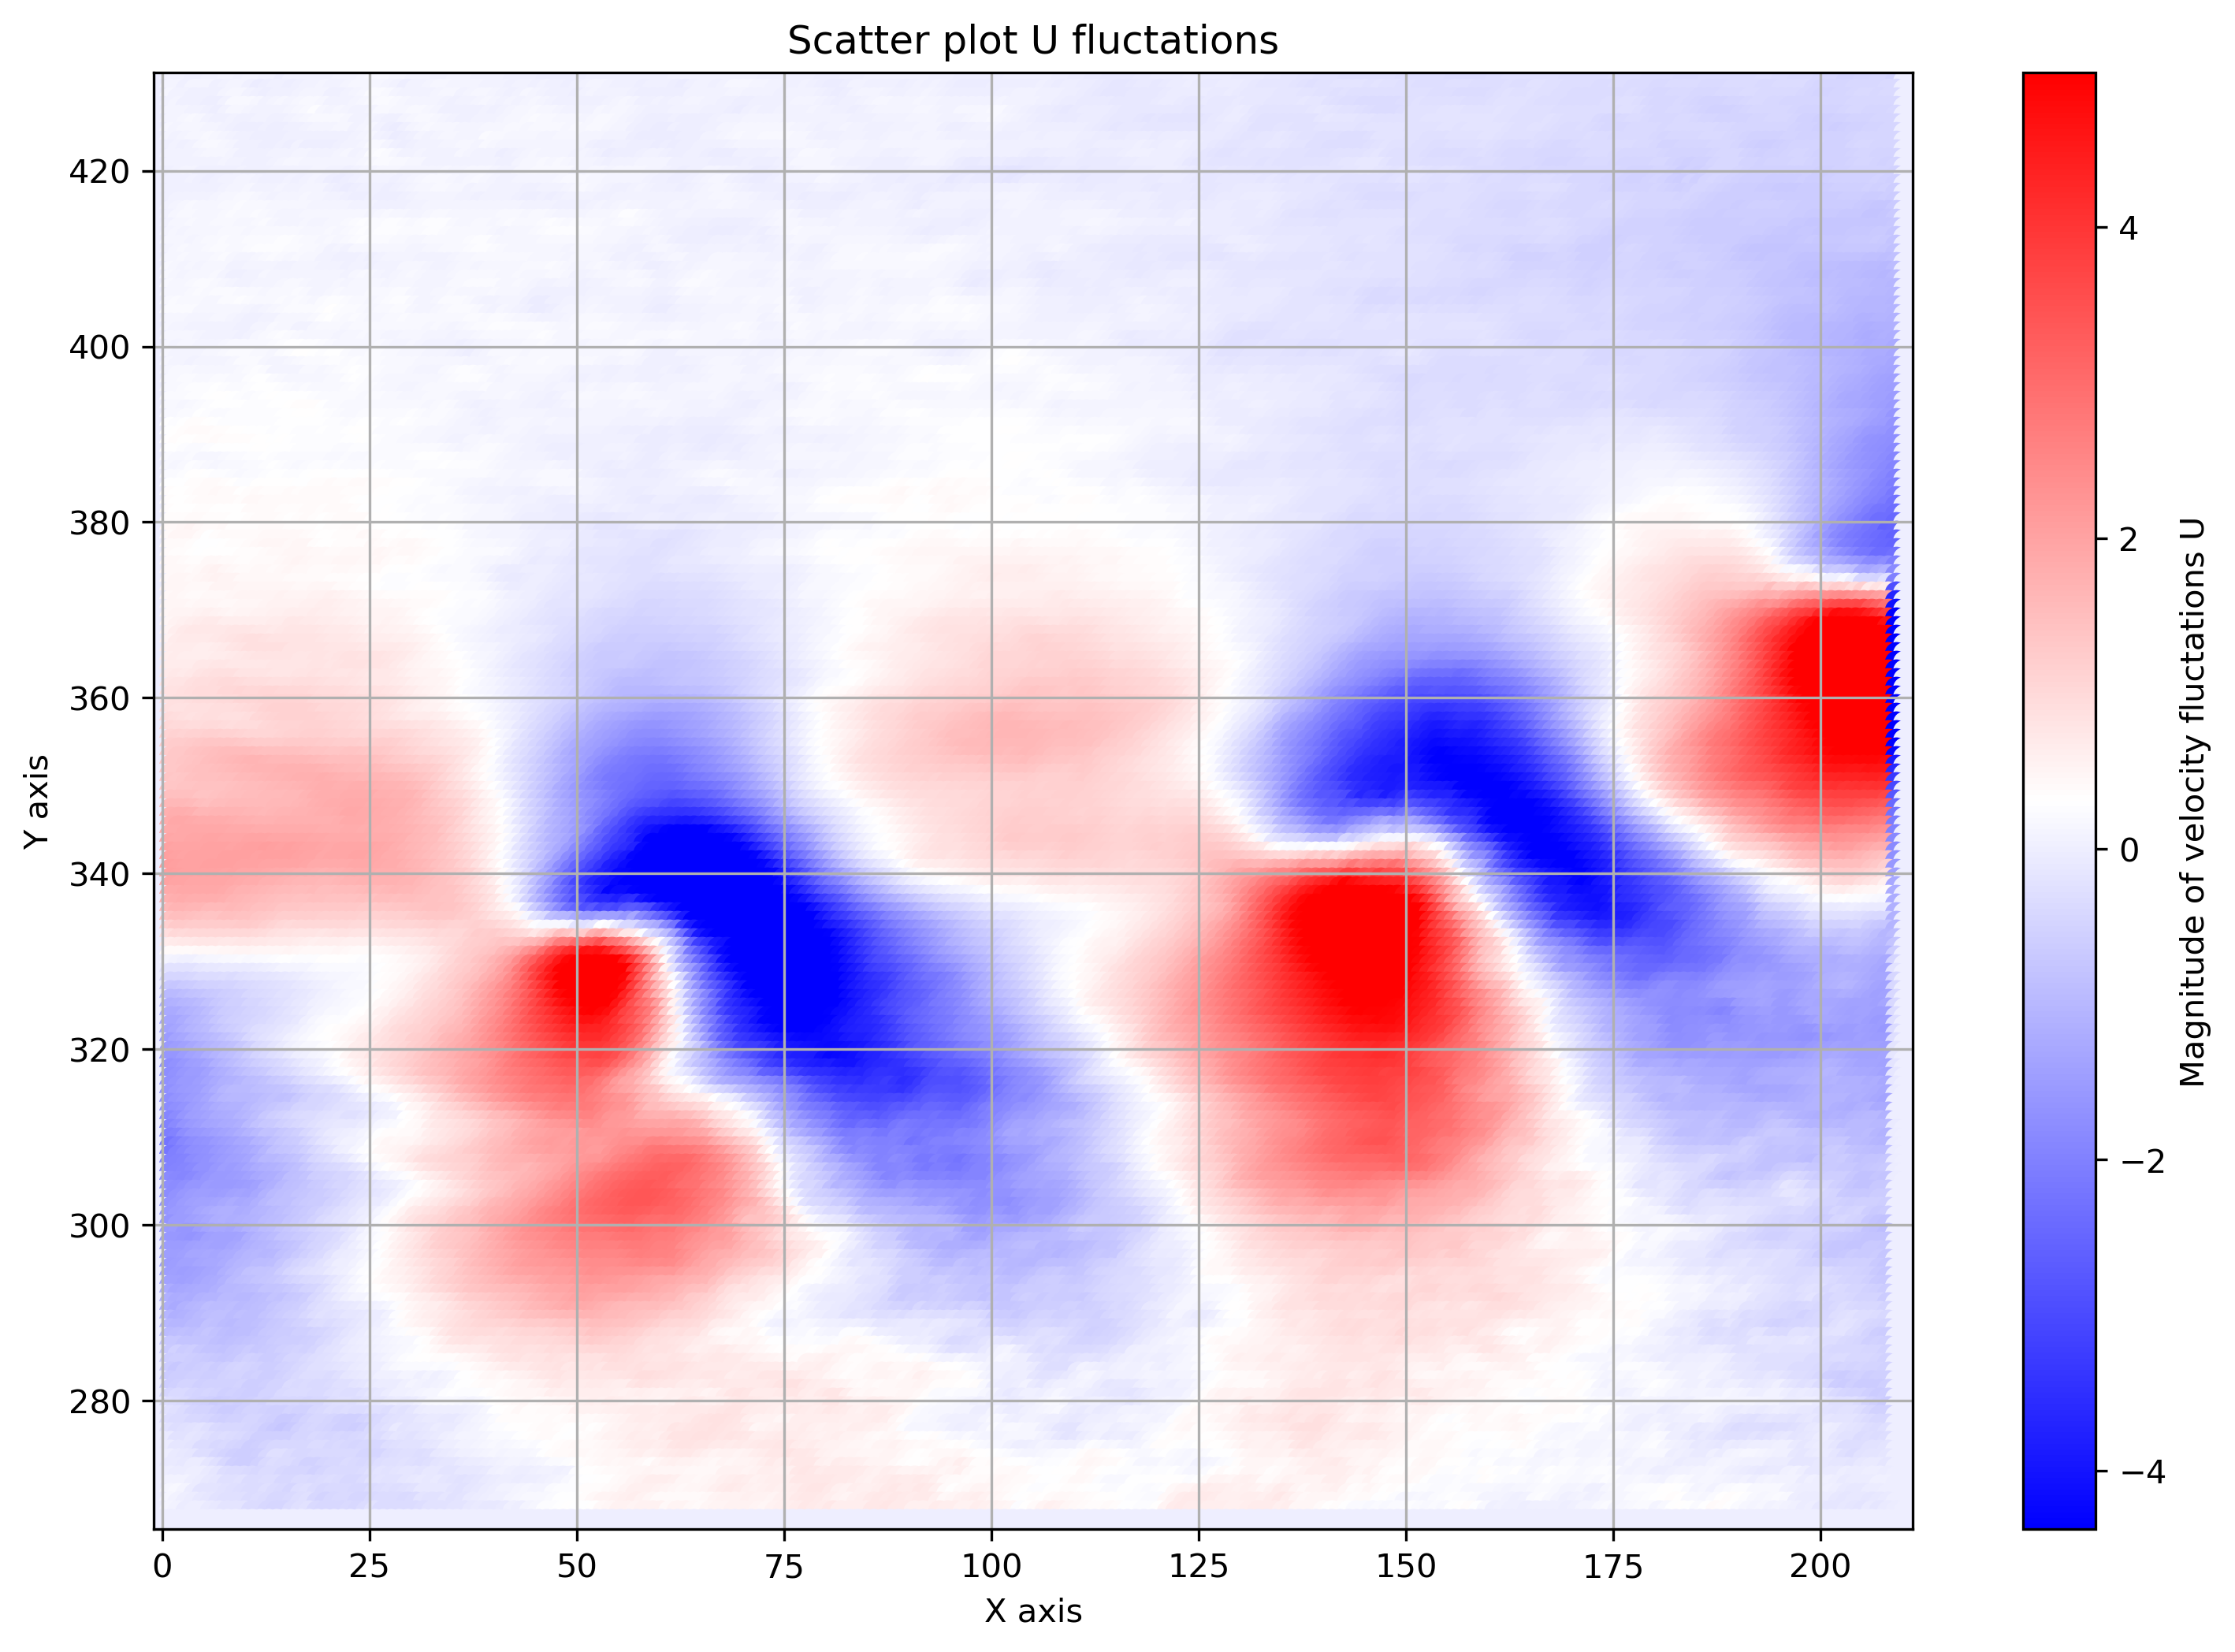 Scatter plot U fluctations
420
400
380
360
340
320
300
280
Y axis
0 25 50 75 100 125 150 175 200
X axis
4
2
0
−2
−4
Magnitude of velocity fluctations U